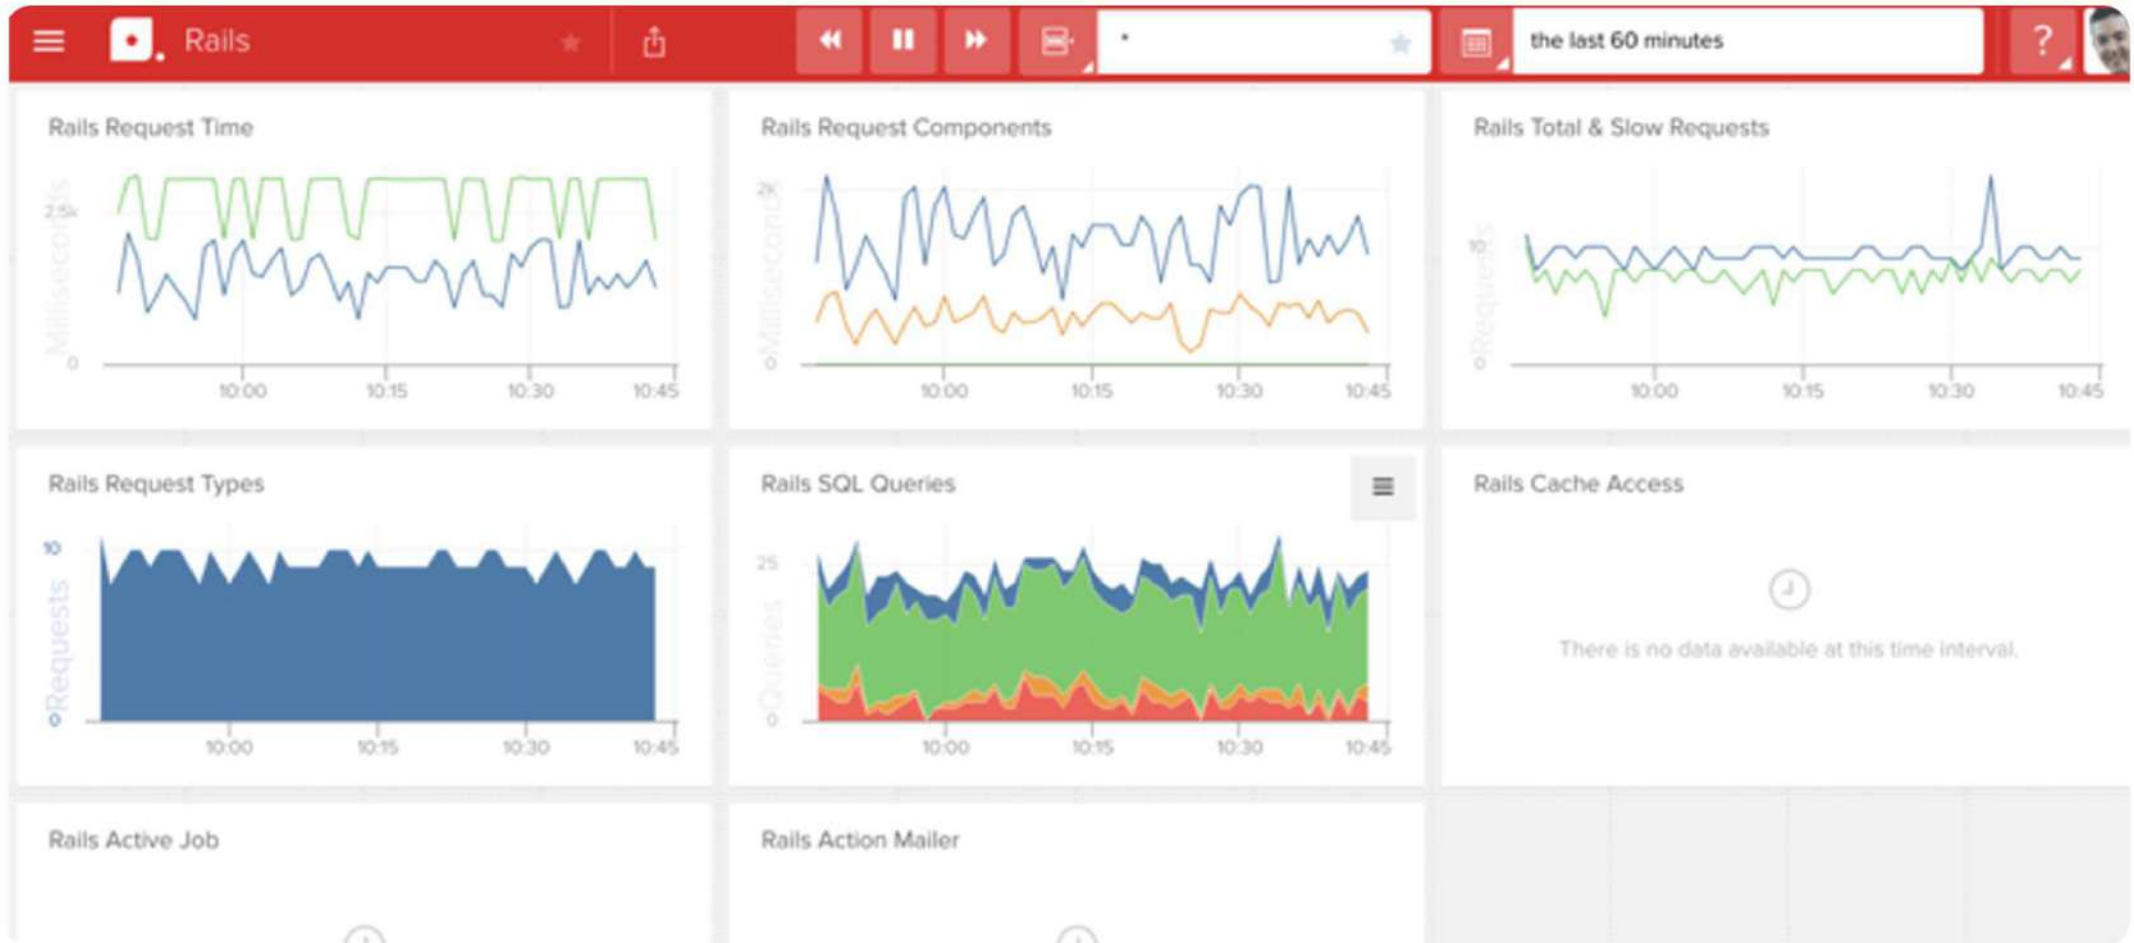 Rails
the last 60 minutes
?
Rails Request Time
Milliseconds
2.5k
0
10:00 10:15 10:30 10:45
Rails Request Components
Milliseconds
2k
0
10:00 10:15 10:30 10:45
Rails Total & Slow Requests
Requests
10
0
10:00 10:15 10:30 10:45
Rails Request Types
Requests
10
0
10:00 10:15 10:30 10:45
Rails SQL Queries
Queries
25
0
10:00 10:15 10:30 10:45
Rails Cache Access
There is no data available at this time interval.
Rails Active Job
Rails Action Mailer